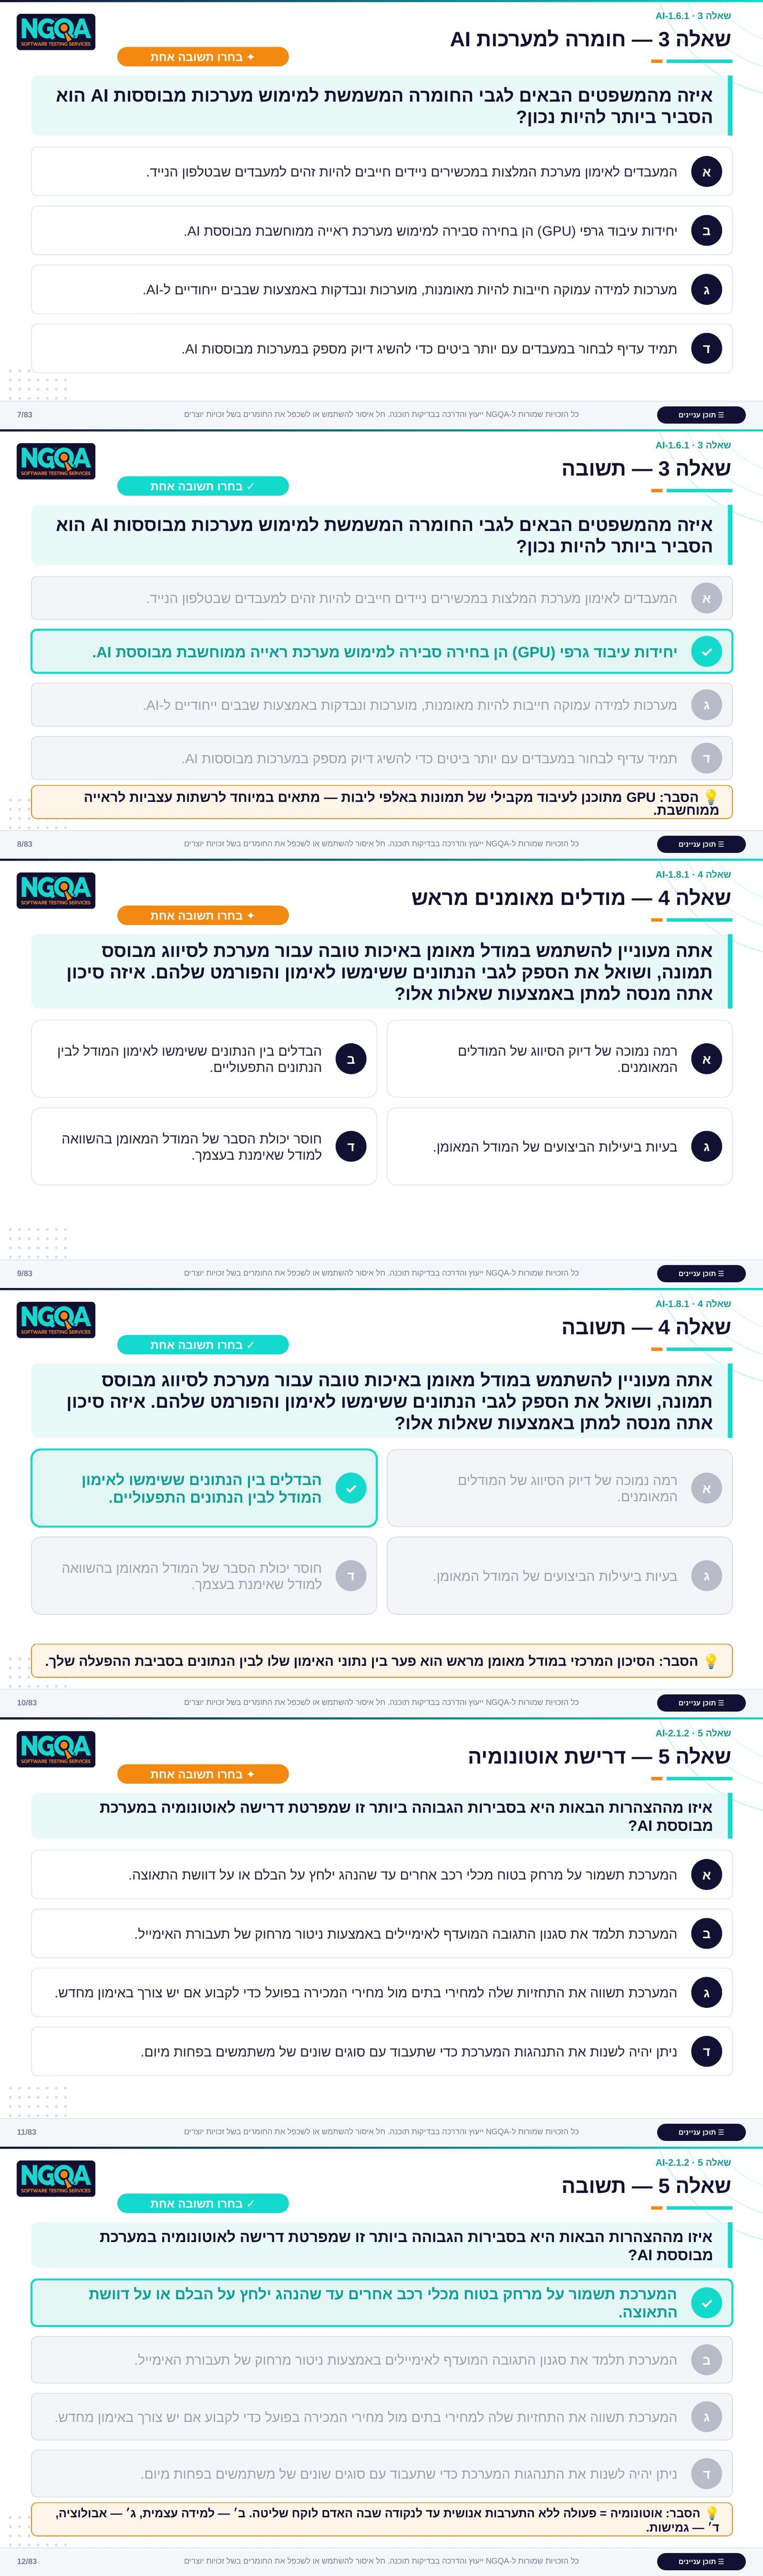 שאלה 3 · AI-1.6.1
שאלה 3 — חומרה למערכות AI
NGQA
SOFTWARE TESTING SERVICES
✦ בחרו תשובה אחת
איזה מהמשפטים הבאים לגבי החומרה המשמשת למימוש מערכות מבוססות AI הוא
הסביר ביותר להיות נכון?
א
המעבדים לאימון מערכת המלצות במכשירים ניידים חייבים להיות זהים למעבדים שבטלפון הנייד.
ב
יחידות עיבוד גרפי (GPU) הן בחירה סבירה למימוש מערכת ראייה ממוחשבת מבוססת AI.
ג
מערכות למידה עמוקה חייבות להיות מאומנות, מוערכות ונבדקות באמצעות שבבים ייחודיים ל-AI.
ד
תמיד עדיף לבחור במעבדים עם יותר ביטים כדי להשיג דיוק מספק במערכות מבוססות AI.
☰ תוכן עניינים
כל הזכויות שמורות ל-NGQA ייעוץ והדרכה בבדיקות תוכנה. חל איסור להשתמש או לשכפל את החומרים בשל זכויות יוצרים
7/83
שאלה 3 · AI-1.6.1
שאלה 3 — תשובה
NGQA
SOFTWARE TESTING SERVICES
✓ בחרו תשובה אחת
איזה מהמשפטים הבאים לגבי החומרה המשמשת למימוש מערכות מבוססות AI הוא
הסביר ביותר להיות נכון?
א
המעבדים לאימון מערכת המלצות במכשירים ניידים חייבים להיות זהים למעבדים שבטלפון הנייד.
✓
יחידות עיבוד גרפי (GPU) הן בחירה סבירה למימוש מערכת ראייה ממוחשבת מבוססת AI.
ג
מערכות למידה עמוקה חייבות להיות מאומנות, מוערכות ונבדקות באמצעות שבבים ייחודיים ל-AI.
ד
תמיד עדיף לבחור במעבדים עם יותר ביטים כדי להשיג דיוק מספק במערכות מבוססות AI.
💡 הסבר: GPU מתוכנן לעיבוד מקבילי של תמונות באלפי ליבות — מתאים במיוחד לרשתות עצביות לראייה
ממוחשבת.
☰ תוכן עניינים
כל הזכויות שמורות ל-NGQA ייעוץ והדרכה בבדיקות תוכנה. חל איסור להשתמש או לשכפל את החומרים בשל זכויות יוצרים
8/83
שאלה 4 · AI-1.8.1
שאלה 4 — מודלים מאומנים מראש
NGQA
SOFTWARE TESTING SERVICES
✦ בחרו תשובה אחת
אתה מעוניין להשתמש במודל מאומן באיכות טובה עבור מערכת לסיווג מבוסס
תמונה, ושואל את הספק לגבי הנתונים ששימשו לאימון והפורמט שלהם. איזה סיכון
אתה מנסה למתן באמצעות שאלות אלו?
א
רמה נמוכה של דיוק הסיווג של המודלים
המאומנים.
ב
הבדלים בין הנתונים ששימשו לאימון המודל לבין
הנתונים התפעוליים.
ג
בעיות ביעילות הביצועים של המודל המאומן.
ד
חוסר יכולת הסבר של המודל המאומן בהשוואה
למודל שאימנת בעצמך.
☰ תוכן עניינים
כל הזכויות שמורות ל-NGQA ייעוץ והדרכה בבדיקות תוכנה. חל איסור להשתמש או לשכפל את החומרים בשל זכויות יוצרים
9/83
שאלה 4 · AI-1.8.1
שאלה 4 — תשובה
NGQA
SOFTWARE TESTING SERVICES
✓ בחרו תשובה אחת
אתה מעוניין להשתמש במודל מאומן באיכות טובה עבור מערכת לסיווג מבוסס
תמונה, ושואל את הספק לגבי הנתונים ששימשו לאימון והפורמט שלהם. איזה סיכון
אתה מנסה למתן באמצעות שאלות אלו?
א
רמה נמוכה של דיוק הסיווג של המודלים
המאומנים.
✓
הבדלים בין הנתונים ששימשו לאימון
המודל לבין הנתונים התפעוליים.
ג
בעיות ביעילות הביצועים של המודל המאומן.
ד
חוסר יכולת הסבר של המודל המאומן בהשוואה
למודל שאימנת בעצמך.
💡 הסבר: הסיכון המרכזי במודל מאומן מראש הוא פער בין נתוני האימון שלו לבין הנתונים בסביבת ההפעלה שלך.
☰ תוכן עניינים
כל הזכויות שמורות ל-NGQA ייעוץ והדרכה בבדיקות תוכנה. חל איסור להשתמש או לשכפל את החומרים בשל זכויות יוצרים
10/83
שאלה 5 · AI-2.1.2
שאלה 5 — דרישת אוטונומיה
NGQA
SOFTWARE TESTING SERVICES
✦ בחרו תשובה אחת
איזו מההצהרות הבאות היא בסבירות הגבוהה ביותר זו שמפרטת דרישה לאוטונומיה במערכת
מבוססת AI?
א
המערכת תשמור על מרחק בטוח מכלי רכב אחרים עד שהנהג ילחץ על הבלם או על דוושת התאוצה.
ב
המערכת תלמד את סגנון התגובה המועדף לאימיילים באמצעות ניטור מרחוק של תעבורת האימייל.
ג
המערכת תשווה את התחזיות שלה למחירי בתים מול מחירי המכירה בפועל כדי לקבוע אם יש צורך באימון מחדש.
ד
ניתן יהיה לשנות את התנהגות המערכת כדי שתעבוד עם סוגים שונים של משתמשים בפחות מיום.
☰ תוכן עניינים
כל הזכויות שמורות ל-NGQA ייעוץ והדרכה בבדיקות תוכנה. חל איסור להשתמש או לשכפל את החומרים בשל זכויות יוצרים
11/83
שאלה 5 · AI-2.1.2
שאלה 5 — תשובה
NGQA
SOFTWARE TESTING SERVICES
✓ בחרו תשובה אחת
איזו מההצהרות הבאות היא בסבירות הגבוהה ביותר זו שמפרטת דרישה לאוטונומיה במערכת
מבוססת AI?
✓
המערכת תשמור על מרחק בטוח מכלי רכב אחרים עד שהנהג ילחץ על הבלם או על דוושת
התאוצה.
ב
המערכת תלמד את סגנון התגובה המועדף לאימיילים באמצעות ניטור מרחוק של תעבורת האימייל.
ג
המערכת תשווה את התחזיות שלה למחירי בתים מול מחירי המכירה בפועל כדי לקבוע אם יש צורך באימון מחדש.
ד
ניתן יהיה לשנות את התנהגות המערכת כדי שתעבוד עם סוגים שונים של משתמשים בפחות מיום.
💡 הסבר: אוטונומיה = פעולה ללא התערבות אנושית עד לנקודה שבה האדם לוקח שליטה. ב׳ — למידה עצמית, ג׳ — אבולוציה,
ד׳ — גמישות.
☰ תוכן עניינים
כל הזכויות שמורות ל-NGQA ייעוץ והדרכה בבדיקות תוכנה. חל איסור להשתמש או לשכפל את החומרים בשל זכויות יוצרים
12/83